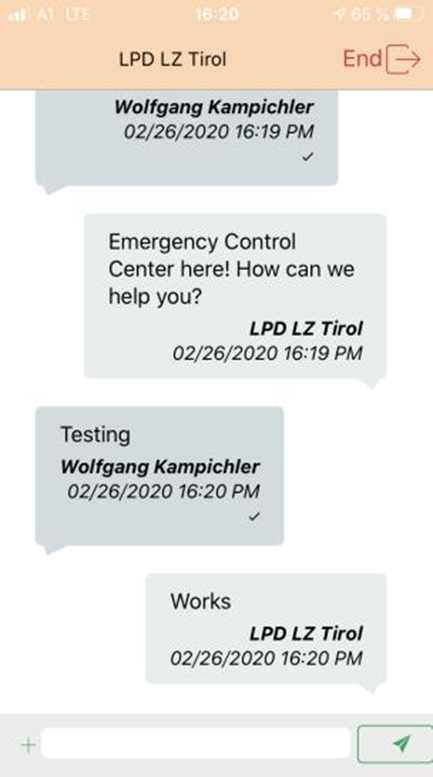 A1 LTE 16:20 65 %
LPD LZ Tirol End
Wolfgang Kampichler
02/26/2020 16:19 PM
✓
Emergency Control
Center here! How can we
help you?
LPD LZ Tirol
02/26/2020 16:19 PM
Testing
Wolfgang Kampichler
02/26/2020 16:20 PM
✓
Works
LPD LZ Tirol
02/26/2020 16:20 PM
+